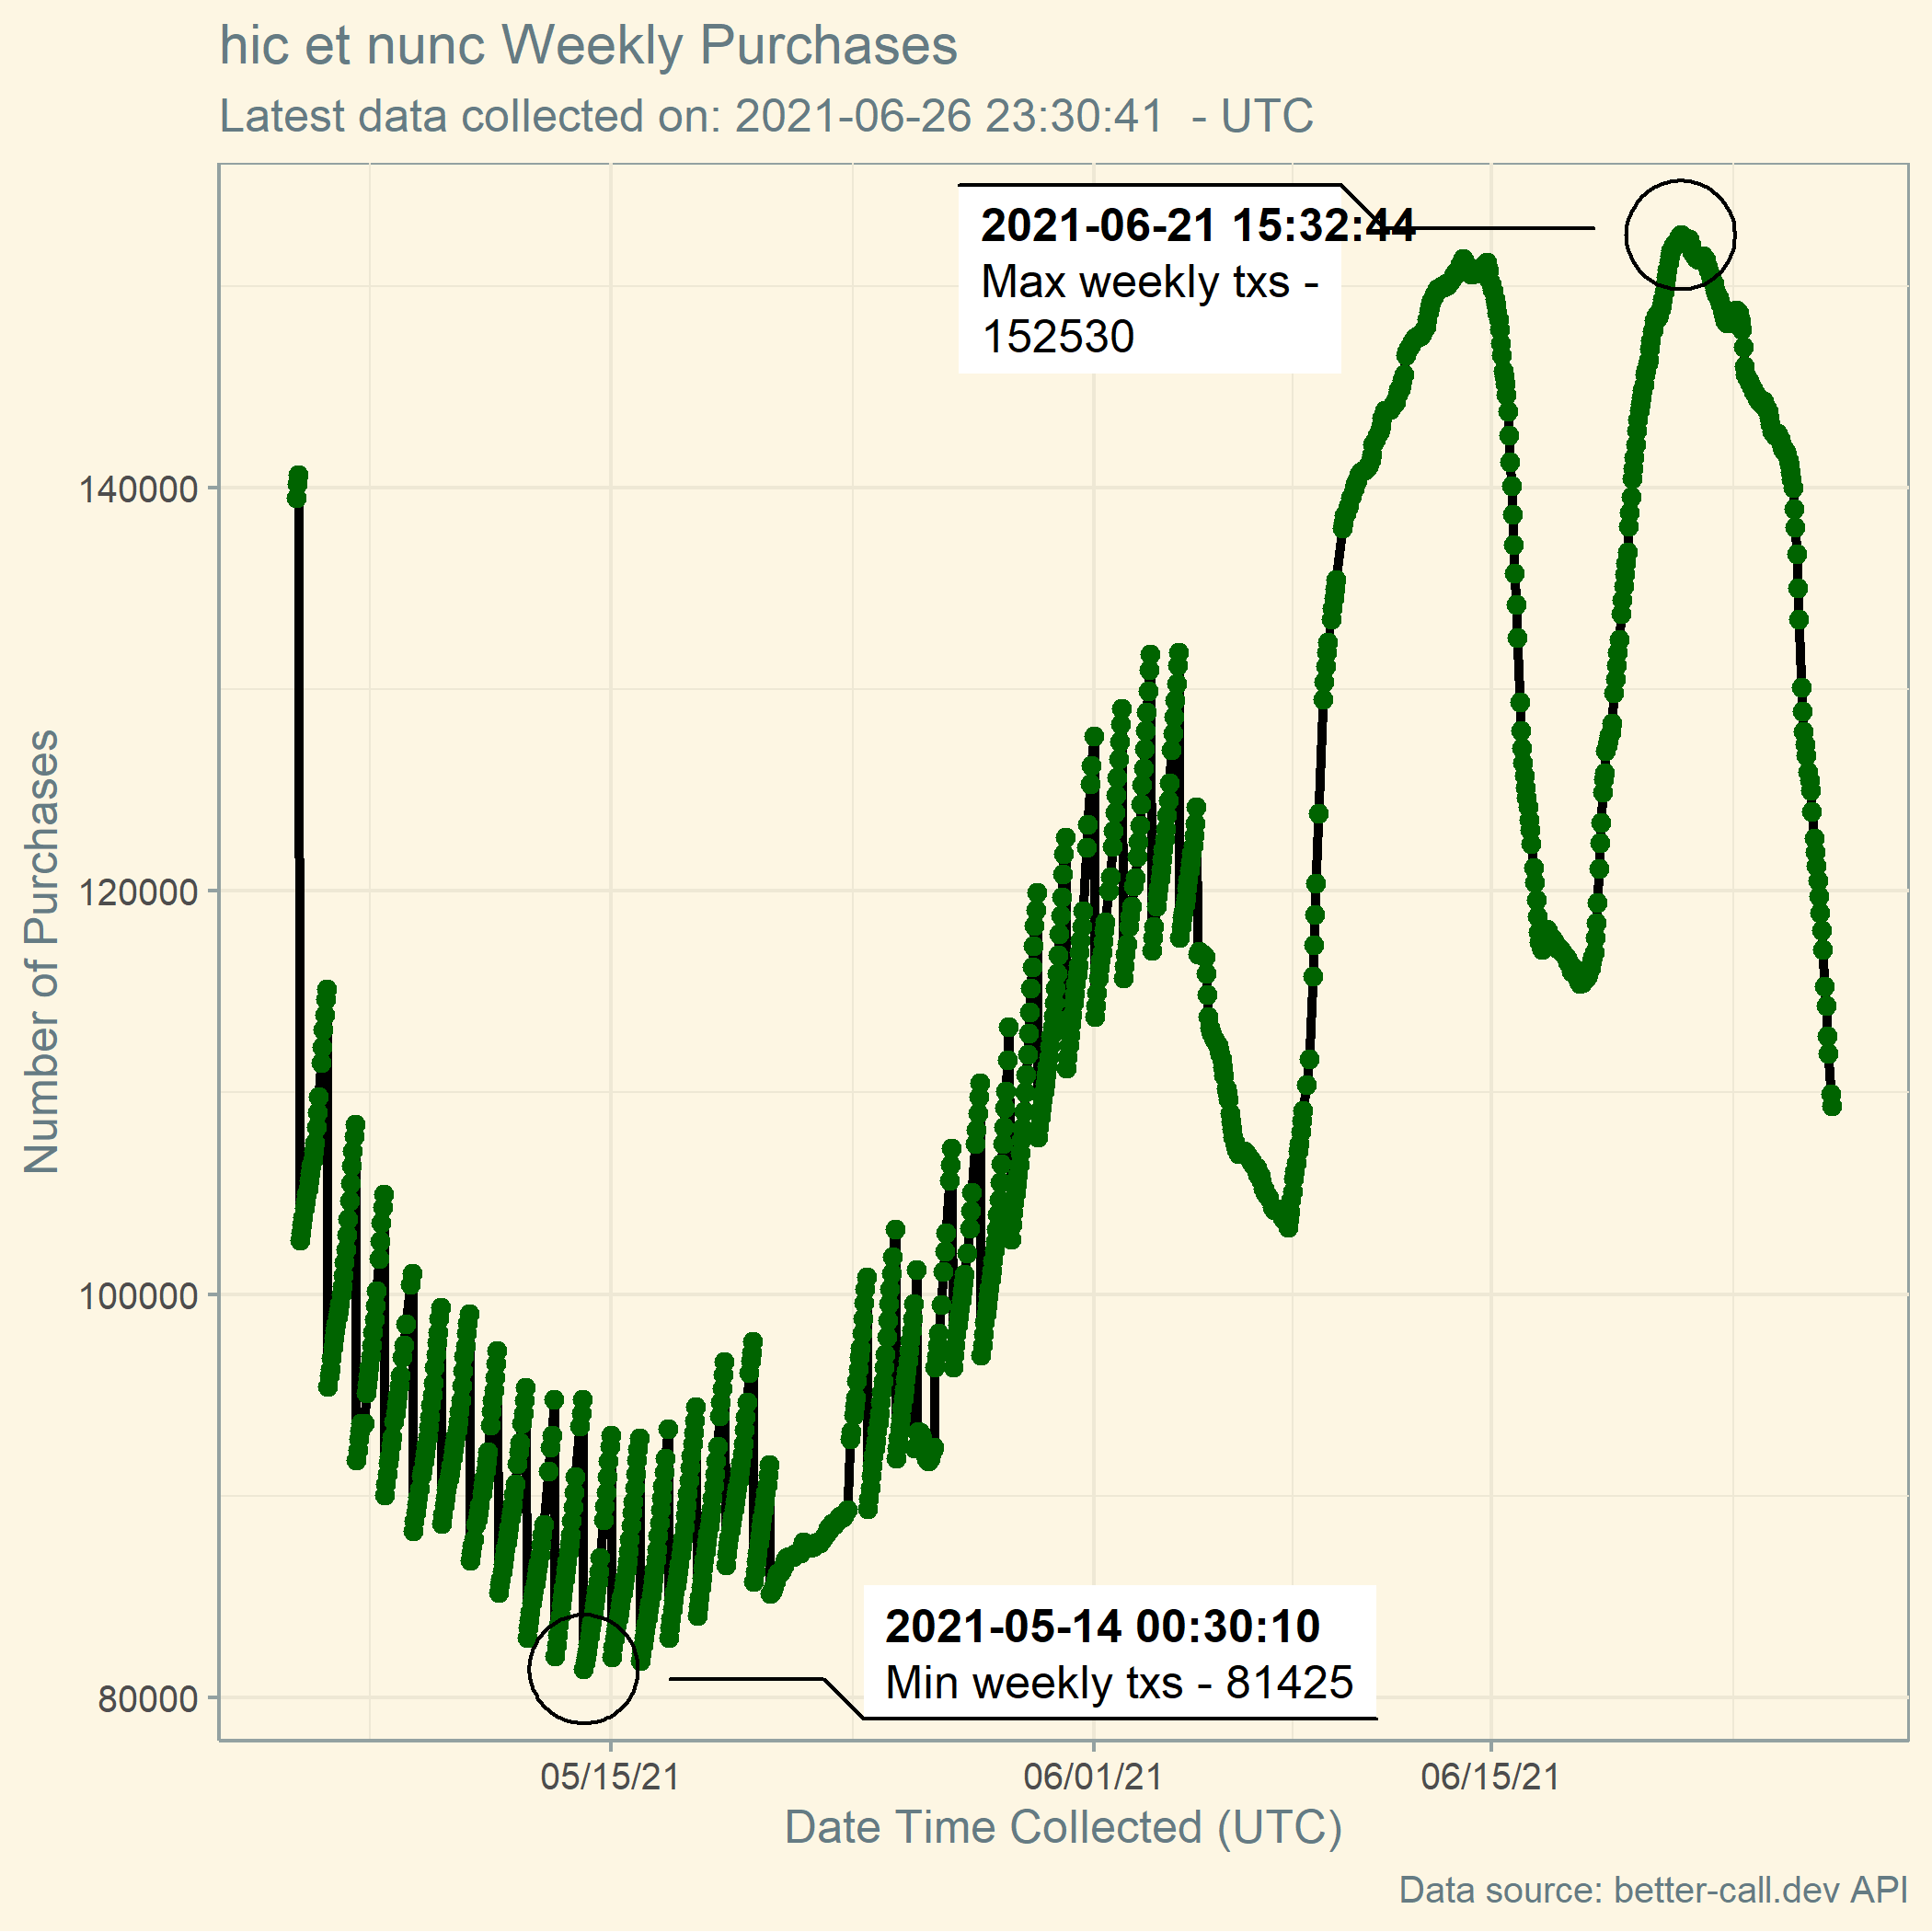 hic et nunc Weekly Purchases
Latest data collected on: 2021-06-26 23:30:41  - UTC
2021-06-21 15:32:44
Max weekly txs -
152530
Number of Purchases
140000
120000
100000
80000
2021-05-14 00:30:10
Min weekly txs - 81425
05/15/21
06/01/21
06/15/21
Date Time Collected (UTC)
Data source: better-call.dev API